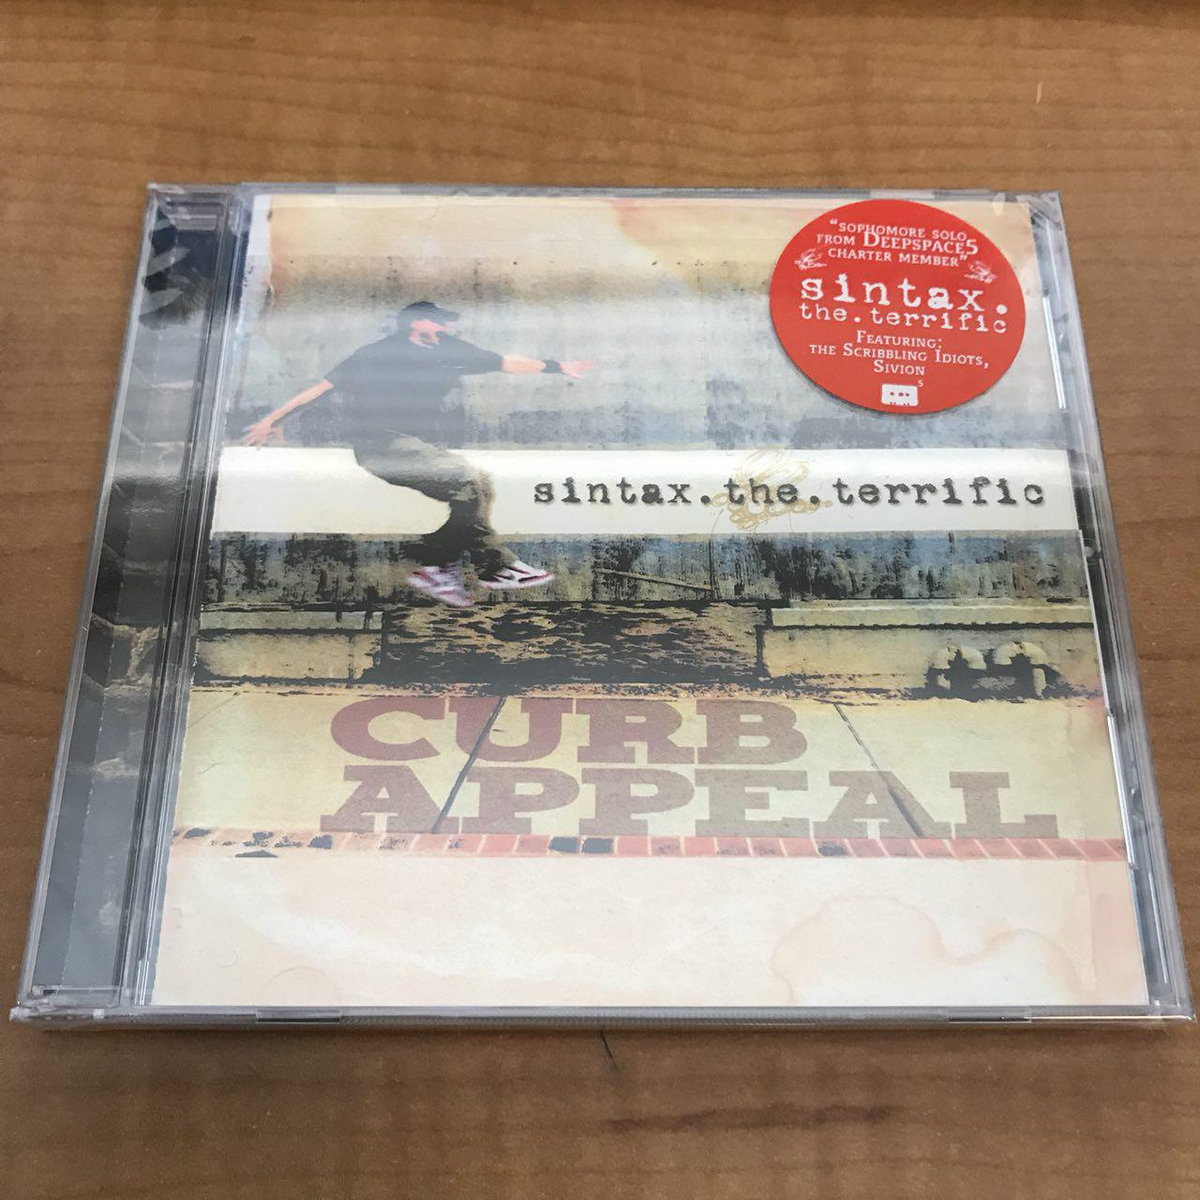 “SOPHOMORE SOLO
FROM DEEPSPACE5
CHARTER MEMBER”
sintax.
the.terrific
FEATURING:
THE SCRIBBLING IDIOTS,
SIVION
5
sintax.the.terrific
CURB
APPEAL